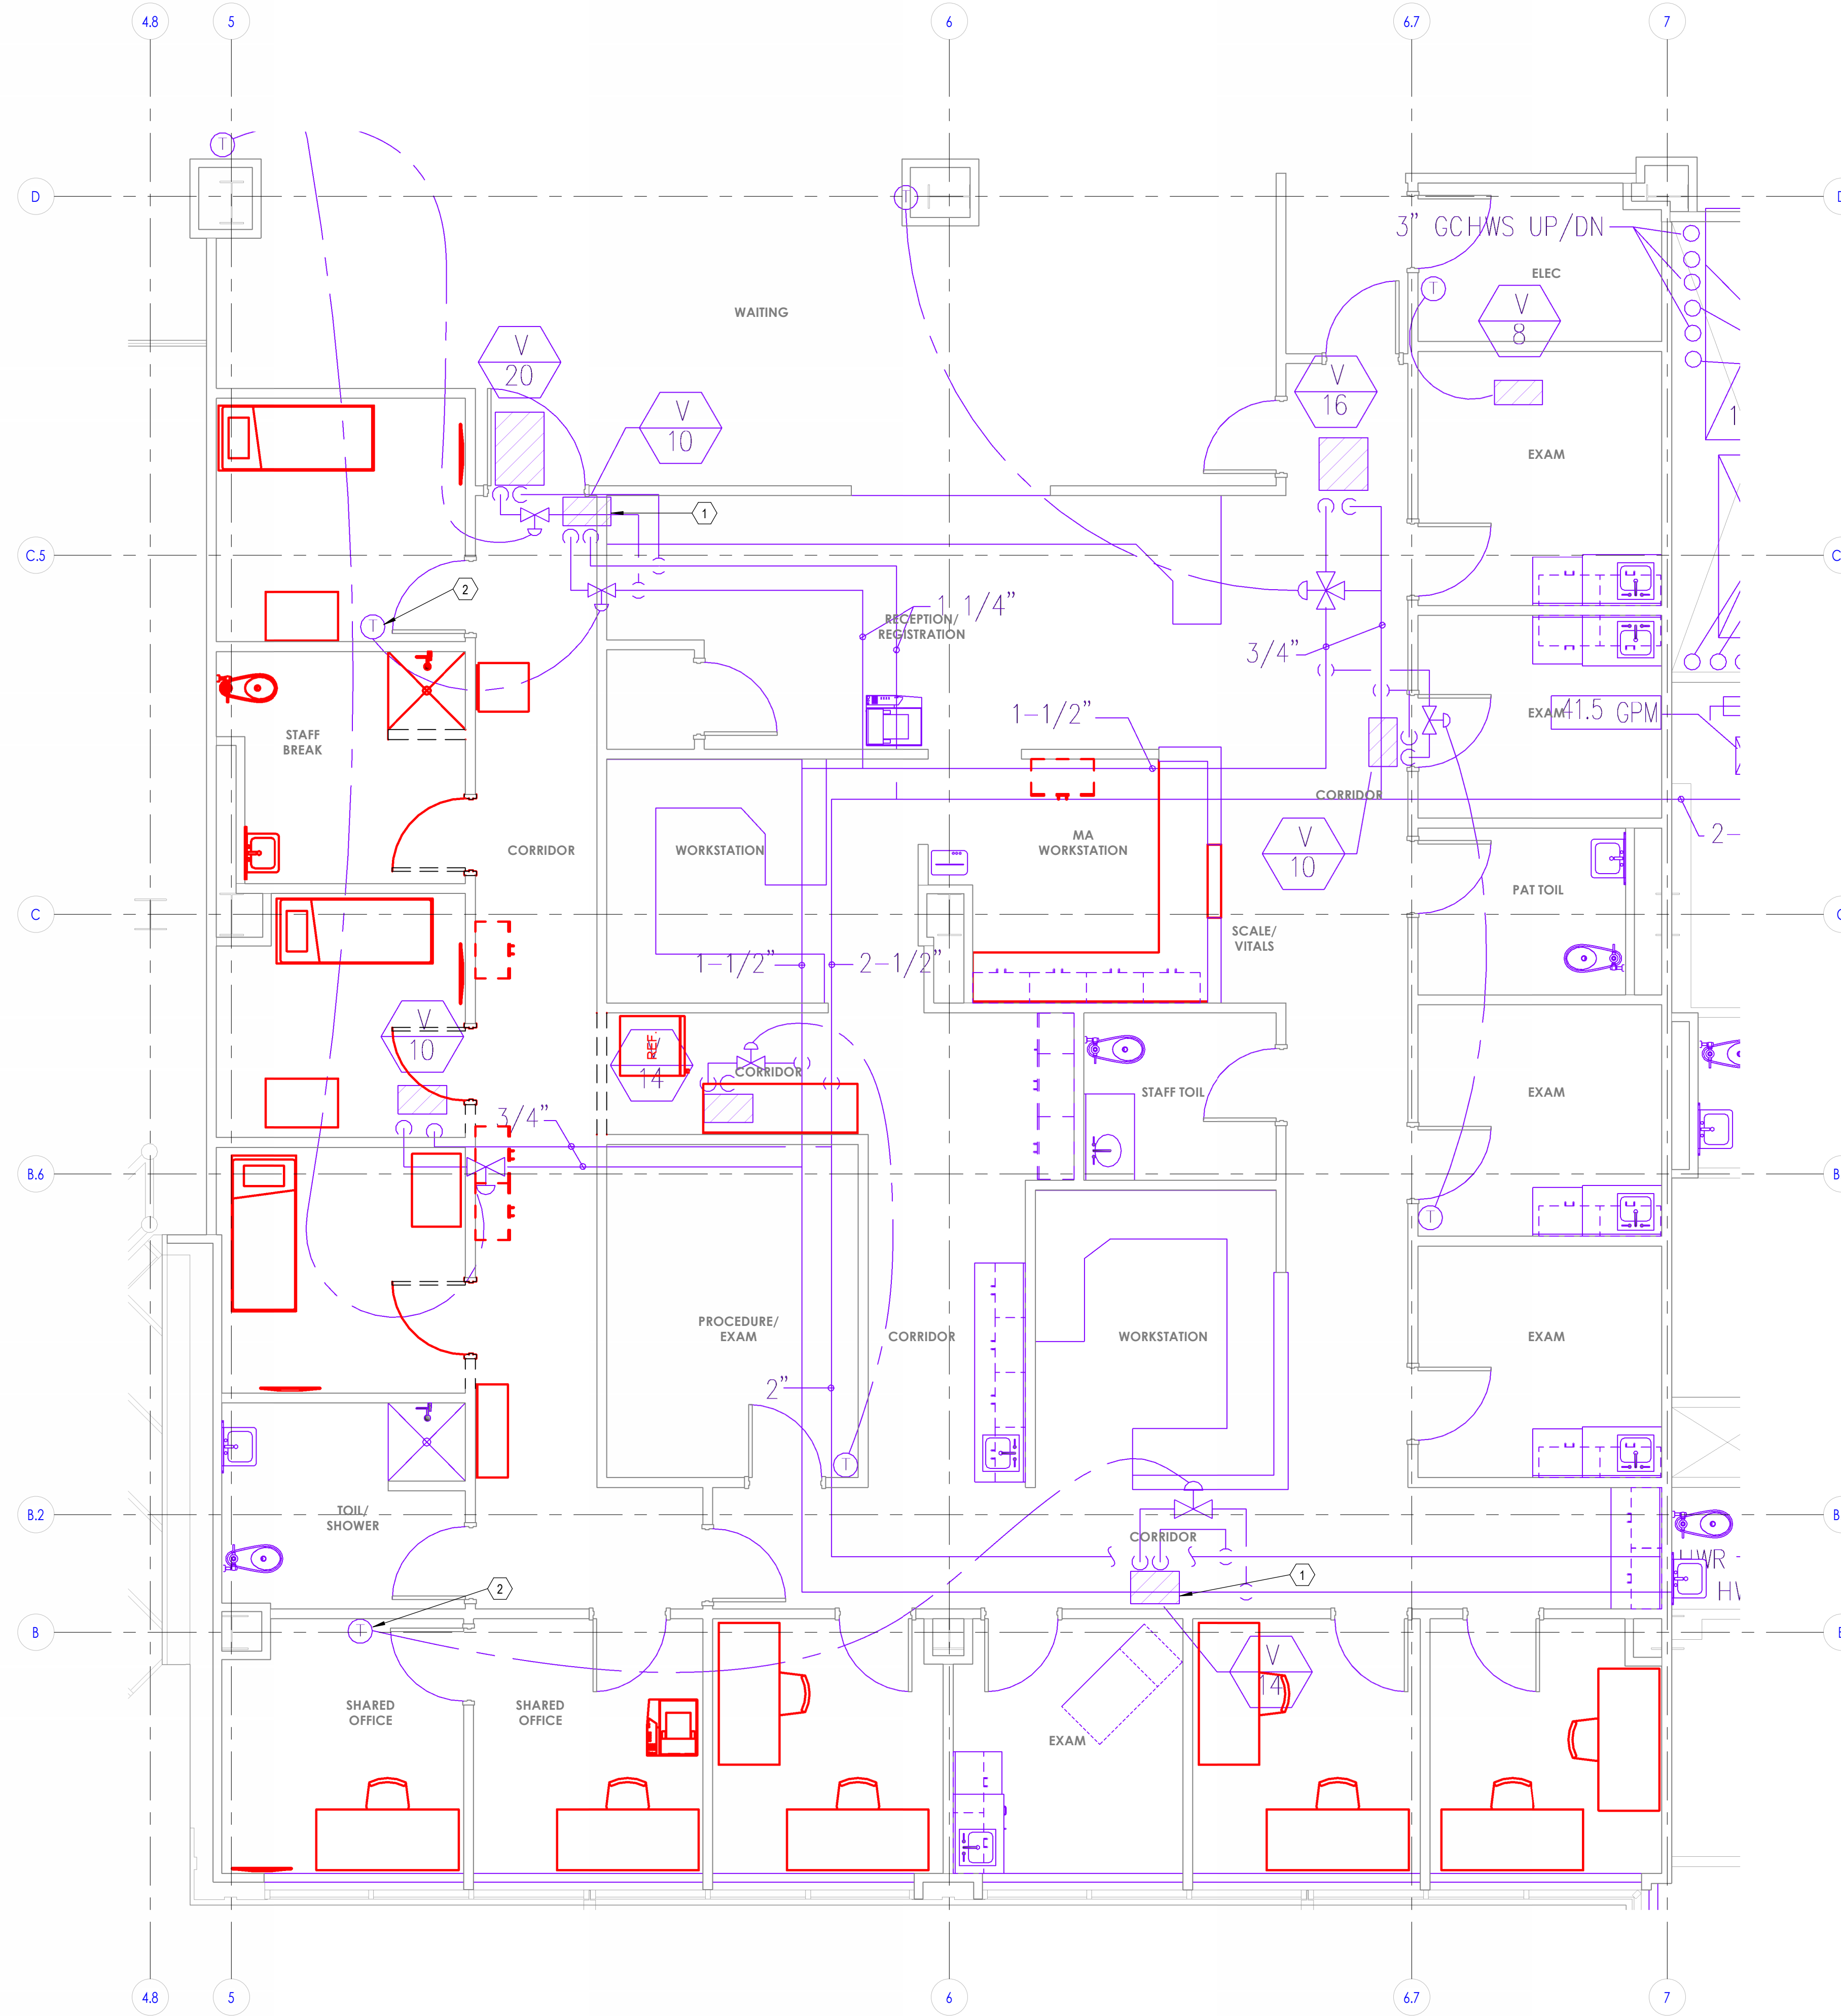 4.8
5
6
6.7
7
T
D
T
3" GCHWS UP/DN
ELEC
T
WAITING
V
8
V
20
V
16
V
10
EXAM
1
1
C.5
2
1 1/4"
RECEPTION/
REGISTRATION
T
3/4"
1-1/2"
EXAM
41.5 GPM
STAFF
BREAK
CORRIDOR
MA
WORKSTATION
2-
CORRIDOR
WORKSTATION
V
10
PAT TOIL
C
SCALE/
VITALS
1-1/2"
2-1/2"
V
10
REF.
V
14
CORRIDOR
STAFF TOIL
EXAM
3/4"
B.6
T
PROCEDURE/
EXAM
CORRIDOR
WORKSTATION
EXAM
2"
T
TOIL/
SHOWER
B.2
CORRIDOR
HWR
1
2
B
T
V
14
SHARED
OFFICE
SHARED
OFFICE
EXAM
4.8
5
6
6.7
7